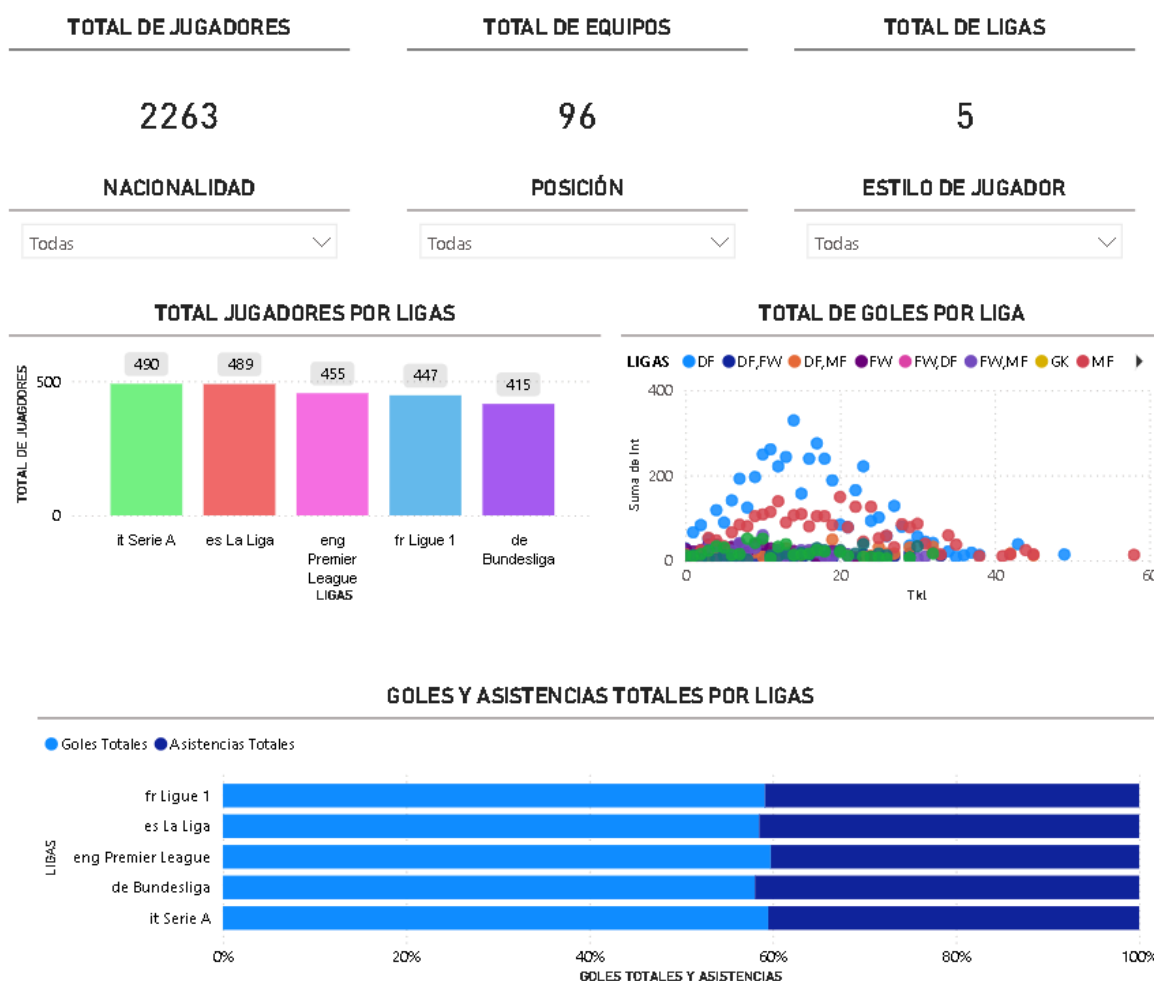 TOTAL DE JUGADORES
TOTAL DE EQUIPOS
TOTAL DE LIGAS
2263
96
5
NACIONALIDAD
POSICIÓN
ESTILO DE JUGADOR
Todas
Todas
Todas
TOTAL JUGADORES POR LIGAS
TOTAL DE JUAGDORES
500
0
490
489
455
447
415
it Serie A
es La Liga
eng
Premier
League
fr Ligue 1
de
Bundesliga
LIGAS
TOTAL DE GOLES POR LIGA
LIGAS DF DF,FW DF,MF FW FW,DF FW,MF GK MF
Suma de Int
400
200
0
0
20
40
60
Tkl
GOLES Y ASISTENCIAS TOTALES POR LIGAS
Goles Totales Asistencias Totales
LIGAS
fr Ligue 1
es La Liga
eng Premier League
de Bundesliga
it Serie A
0%
20%
40%
60%
80%
100%
GOLES TOTALES Y ASISTENCIAS